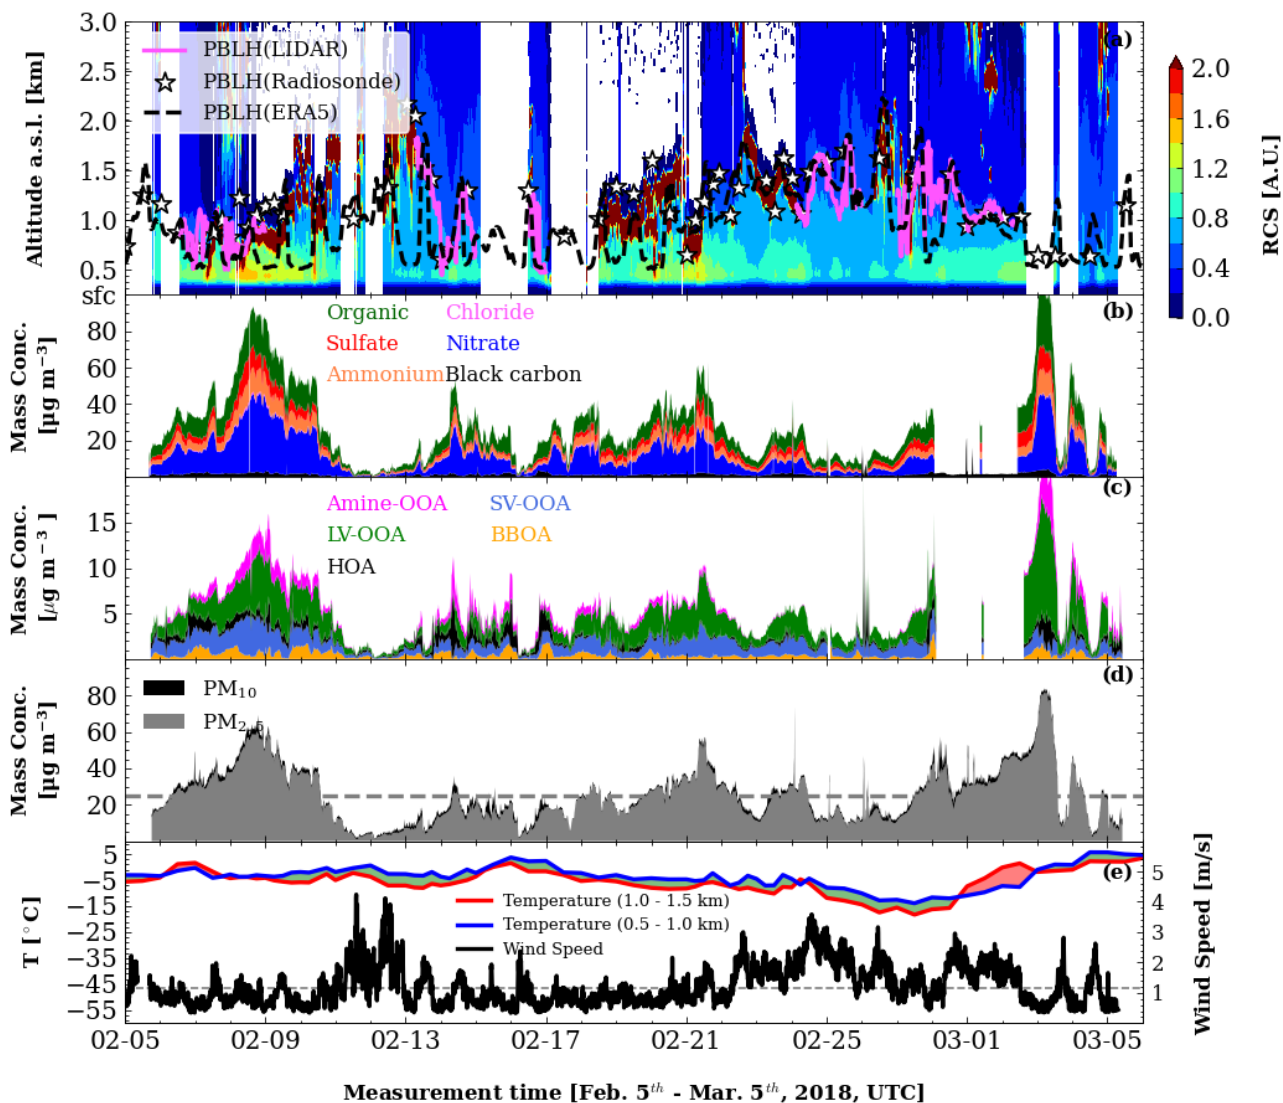 3.0
2.5
2.0
1.5
1.0
0.5
sfc
Altitude a.s.l. [km]
PBLH(LIDAR)
PBLH(Radiosonde)
PBLH(ERA5)
(a)
2.0
1.6
1.2
0.8
0.4
0.0
RCS [A.U.]
80
60
40
20
Mass Conc.
[µg m⁻³]
Organic Chloride
Sulfate Nitrate
Ammonium Black carbon
(b)
15
10
5
Mass Conc.
[µg m⁻³ ]
Amine-OOA SV-OOA
LV-OOA BBOA
HOA
(c)
80
60
40
20
Mass Conc.
[µg m⁻³]
PM₁₀
PM₂.₅
(d)
5
−5
−15
−25
−35
−45
−55
T [°C]
Temperature (1.0 - 1.5 km)
Temperature (0.5 - 1.0 km)
Wind Speed
(e)
5
4
3
2
1
Wind Speed [m/s]
02-05 02-09 02-13 02-17 02-21 02-25 03-01 03-05
Measurement time [Feb. 5ᵗʰ - Mar. 5ᵗʰ, 2018, UTC]